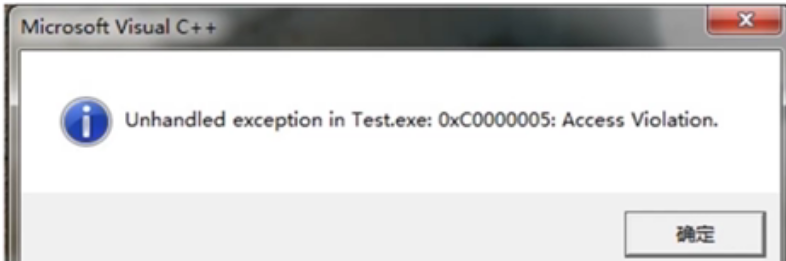 Microsoft Visual C++
Unhandled exception in Test.exe: 0xC0000005: Access Violation.
确定